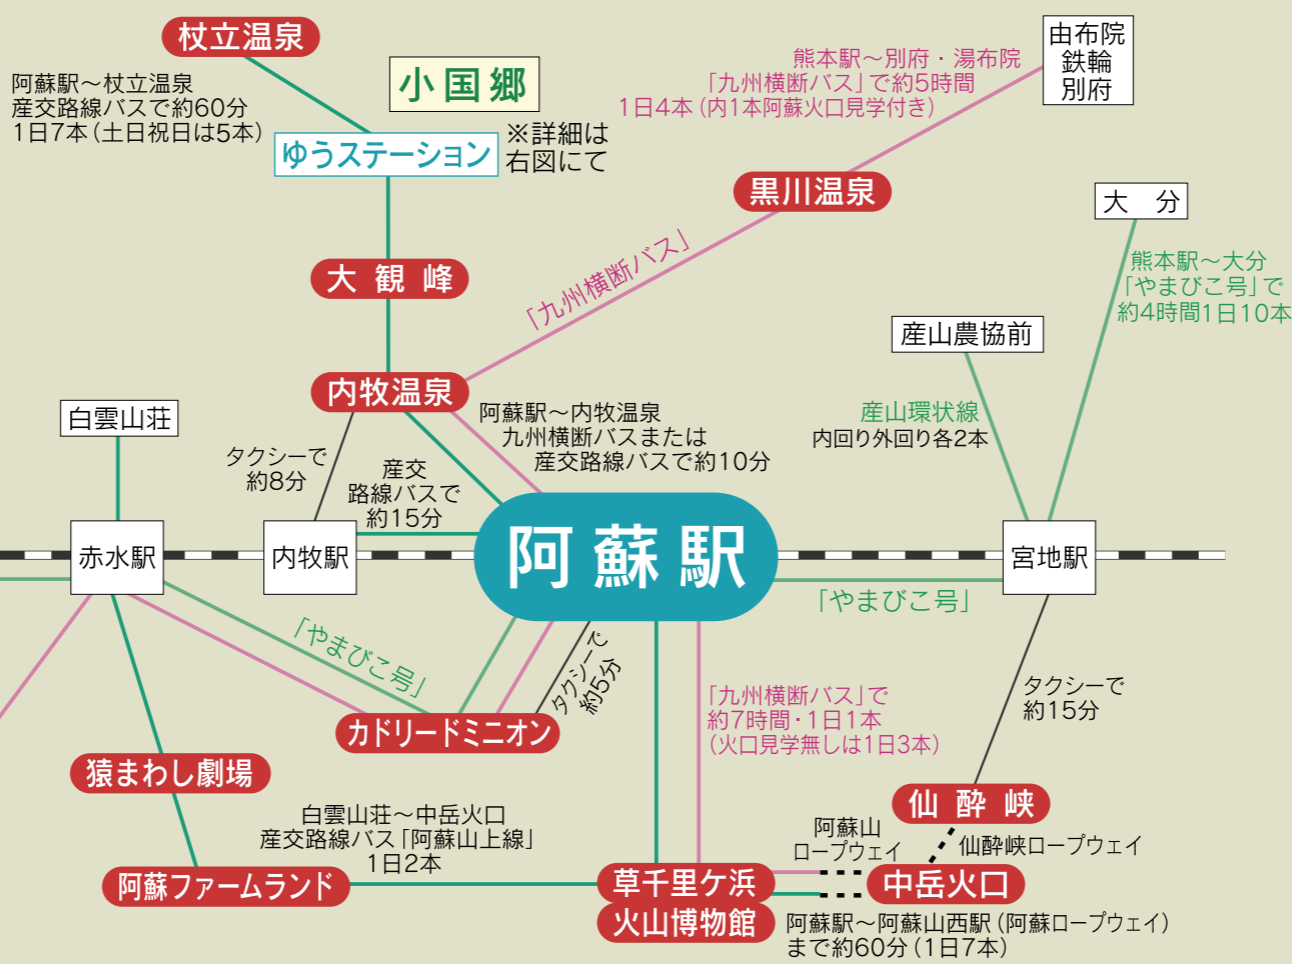 杖立温泉
阿蘇駅～杖立温泉
産交路線バスで約60分
1日7本（土日祝日は5本）
小国郷
ゆうステーション
※詳細は
右図にて
熊本駅～別府・湯布院
「九州横断バス」で約5時間
1日4本（内1本阿蘇火口見学付き）
由布院
鉄輪
別府
黒川温泉
大　分
熊本駅～大分
「やまびこ号」で
約4時間1日10本
大観峰
「九州横断バス」
産山農協前
内牧温泉
白雲山荘
阿蘇駅～内牧温泉
九州横断バスまたは
産交路線バスで約10分
産山環状線
内回り外回り各2本
タクシーで
約8分
産交
路線バスで
約15分
赤水駅
内牧駅
阿蘇駅
宮地駅
「やまびこ号」
「やまびこ号」
タクシーで
約5分
タクシーで
約15分
カドリードミニオン
「九州横断バス」で
約7時間・1日1本
（火口見学無しは1日3本）
猿まわし劇場
仙酔峡
白雲山荘～中岳火口
産交路線バス「阿蘇山上線」
1日2本
阿蘇山
ロープウェイ
仙酔峡ロープウェイ
阿蘇ファームランド
草千里ケ浜
火山博物館
中岳火口
阿蘇駅～阿蘇山西駅（阿蘇ロープウェイ）
まで約60分（1日7本）